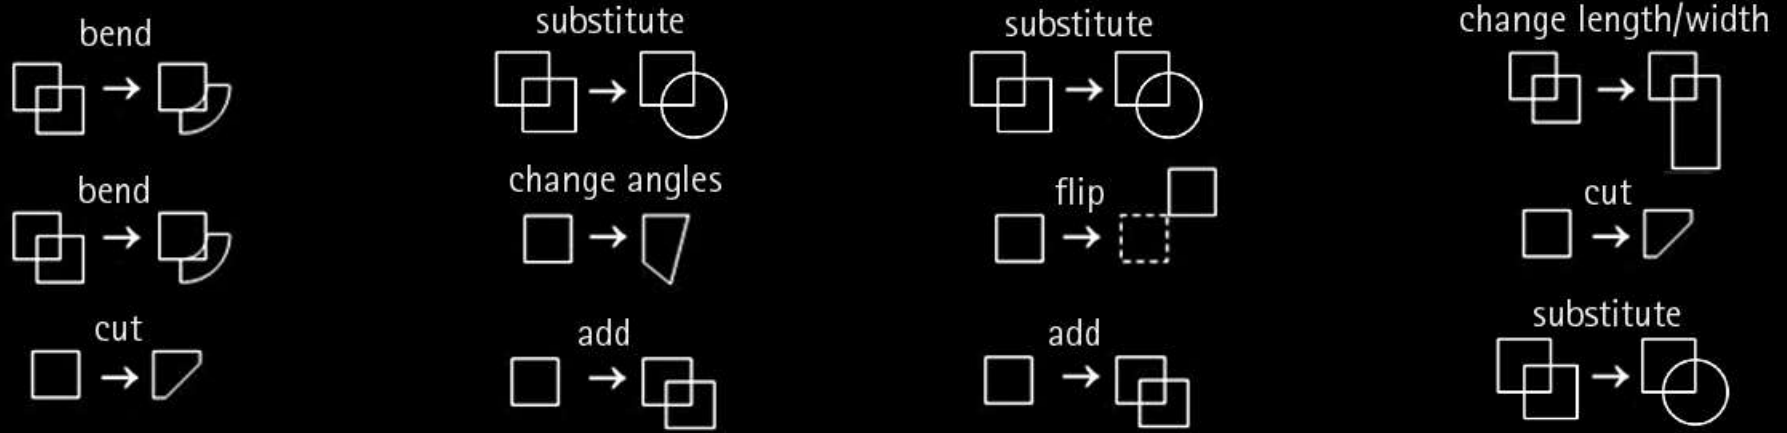 bend
substitute
substitute
change length/width
bend
change angles
flip
cut
cut
add
add
substitute